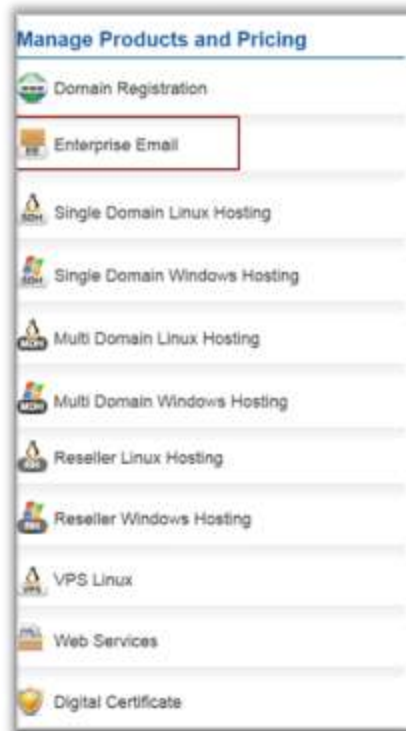 Manage Products and Pricing
Domain Registration
Enterprise Email
Single Domain Linux Hosting
Single Domain Windows Hosting
Multi Domain Linux Hosting
Multi Domain Windows Hosting
Reseller Linux Hosting
Reseller Windows Hosting
VPS Linux
Web Services
Digital Certificate